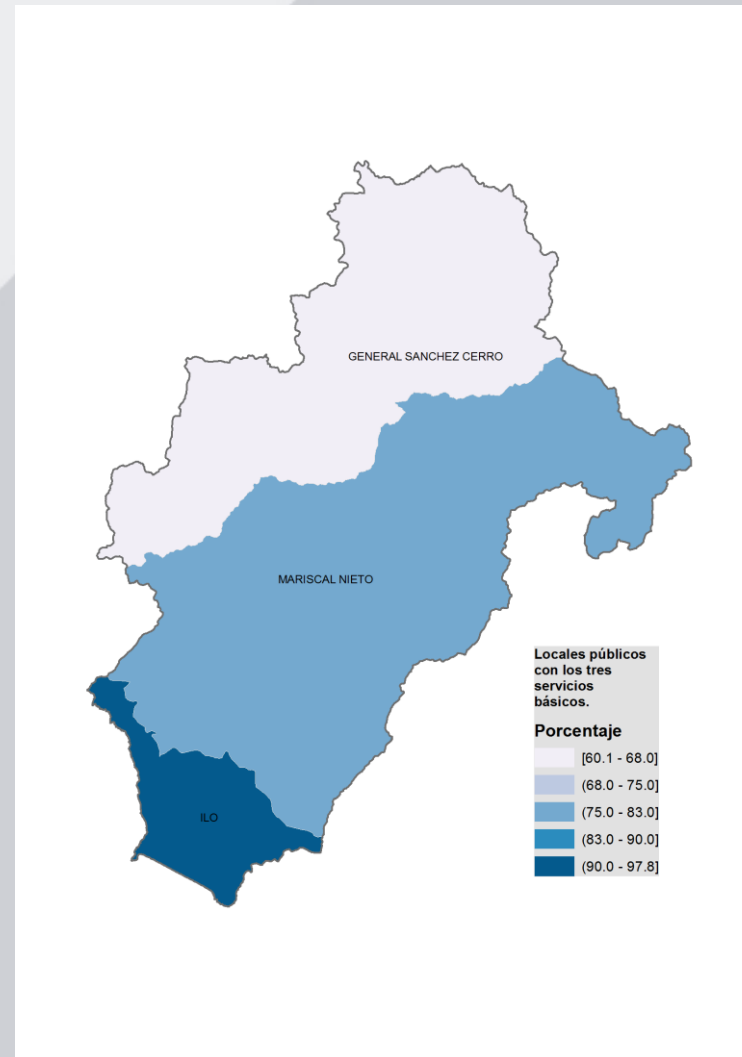 GENERAL SANCHEZ CERRO
MARISCAL NIETO
ILO
Locales públicos
con los tres
servicios
básicos.
Porcentaje
[60.1 - 68.0]
(68.0 - 75.0]
(75.0 - 83.0]
(83.0 - 90.0]
(90.0 - 97.8]